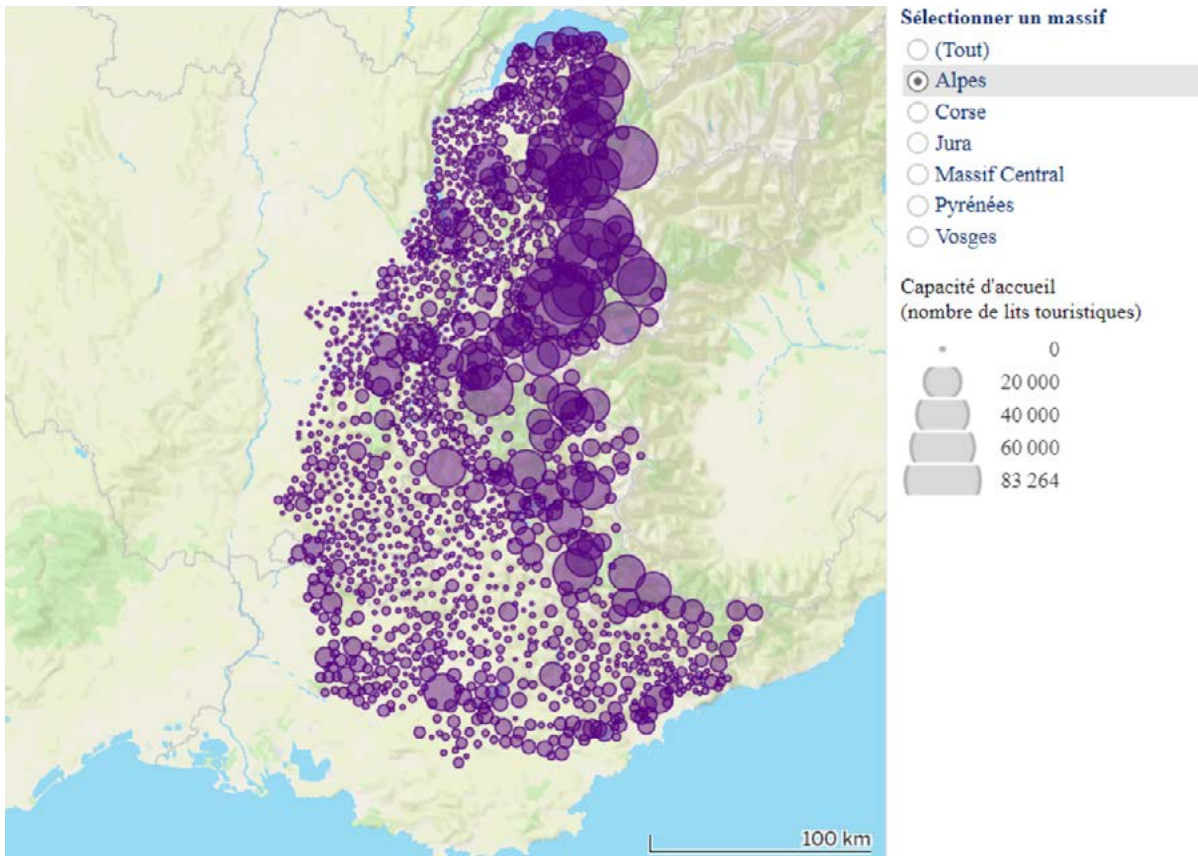 Sélectionner un massif
(Tout)
Alpes
Corse
Jura
Massif Central
Pyrénées
Vosges
Capacité d'accueil
(nombre de lits touristiques)
0
20 000
40 000
60 000
83 264
100 km